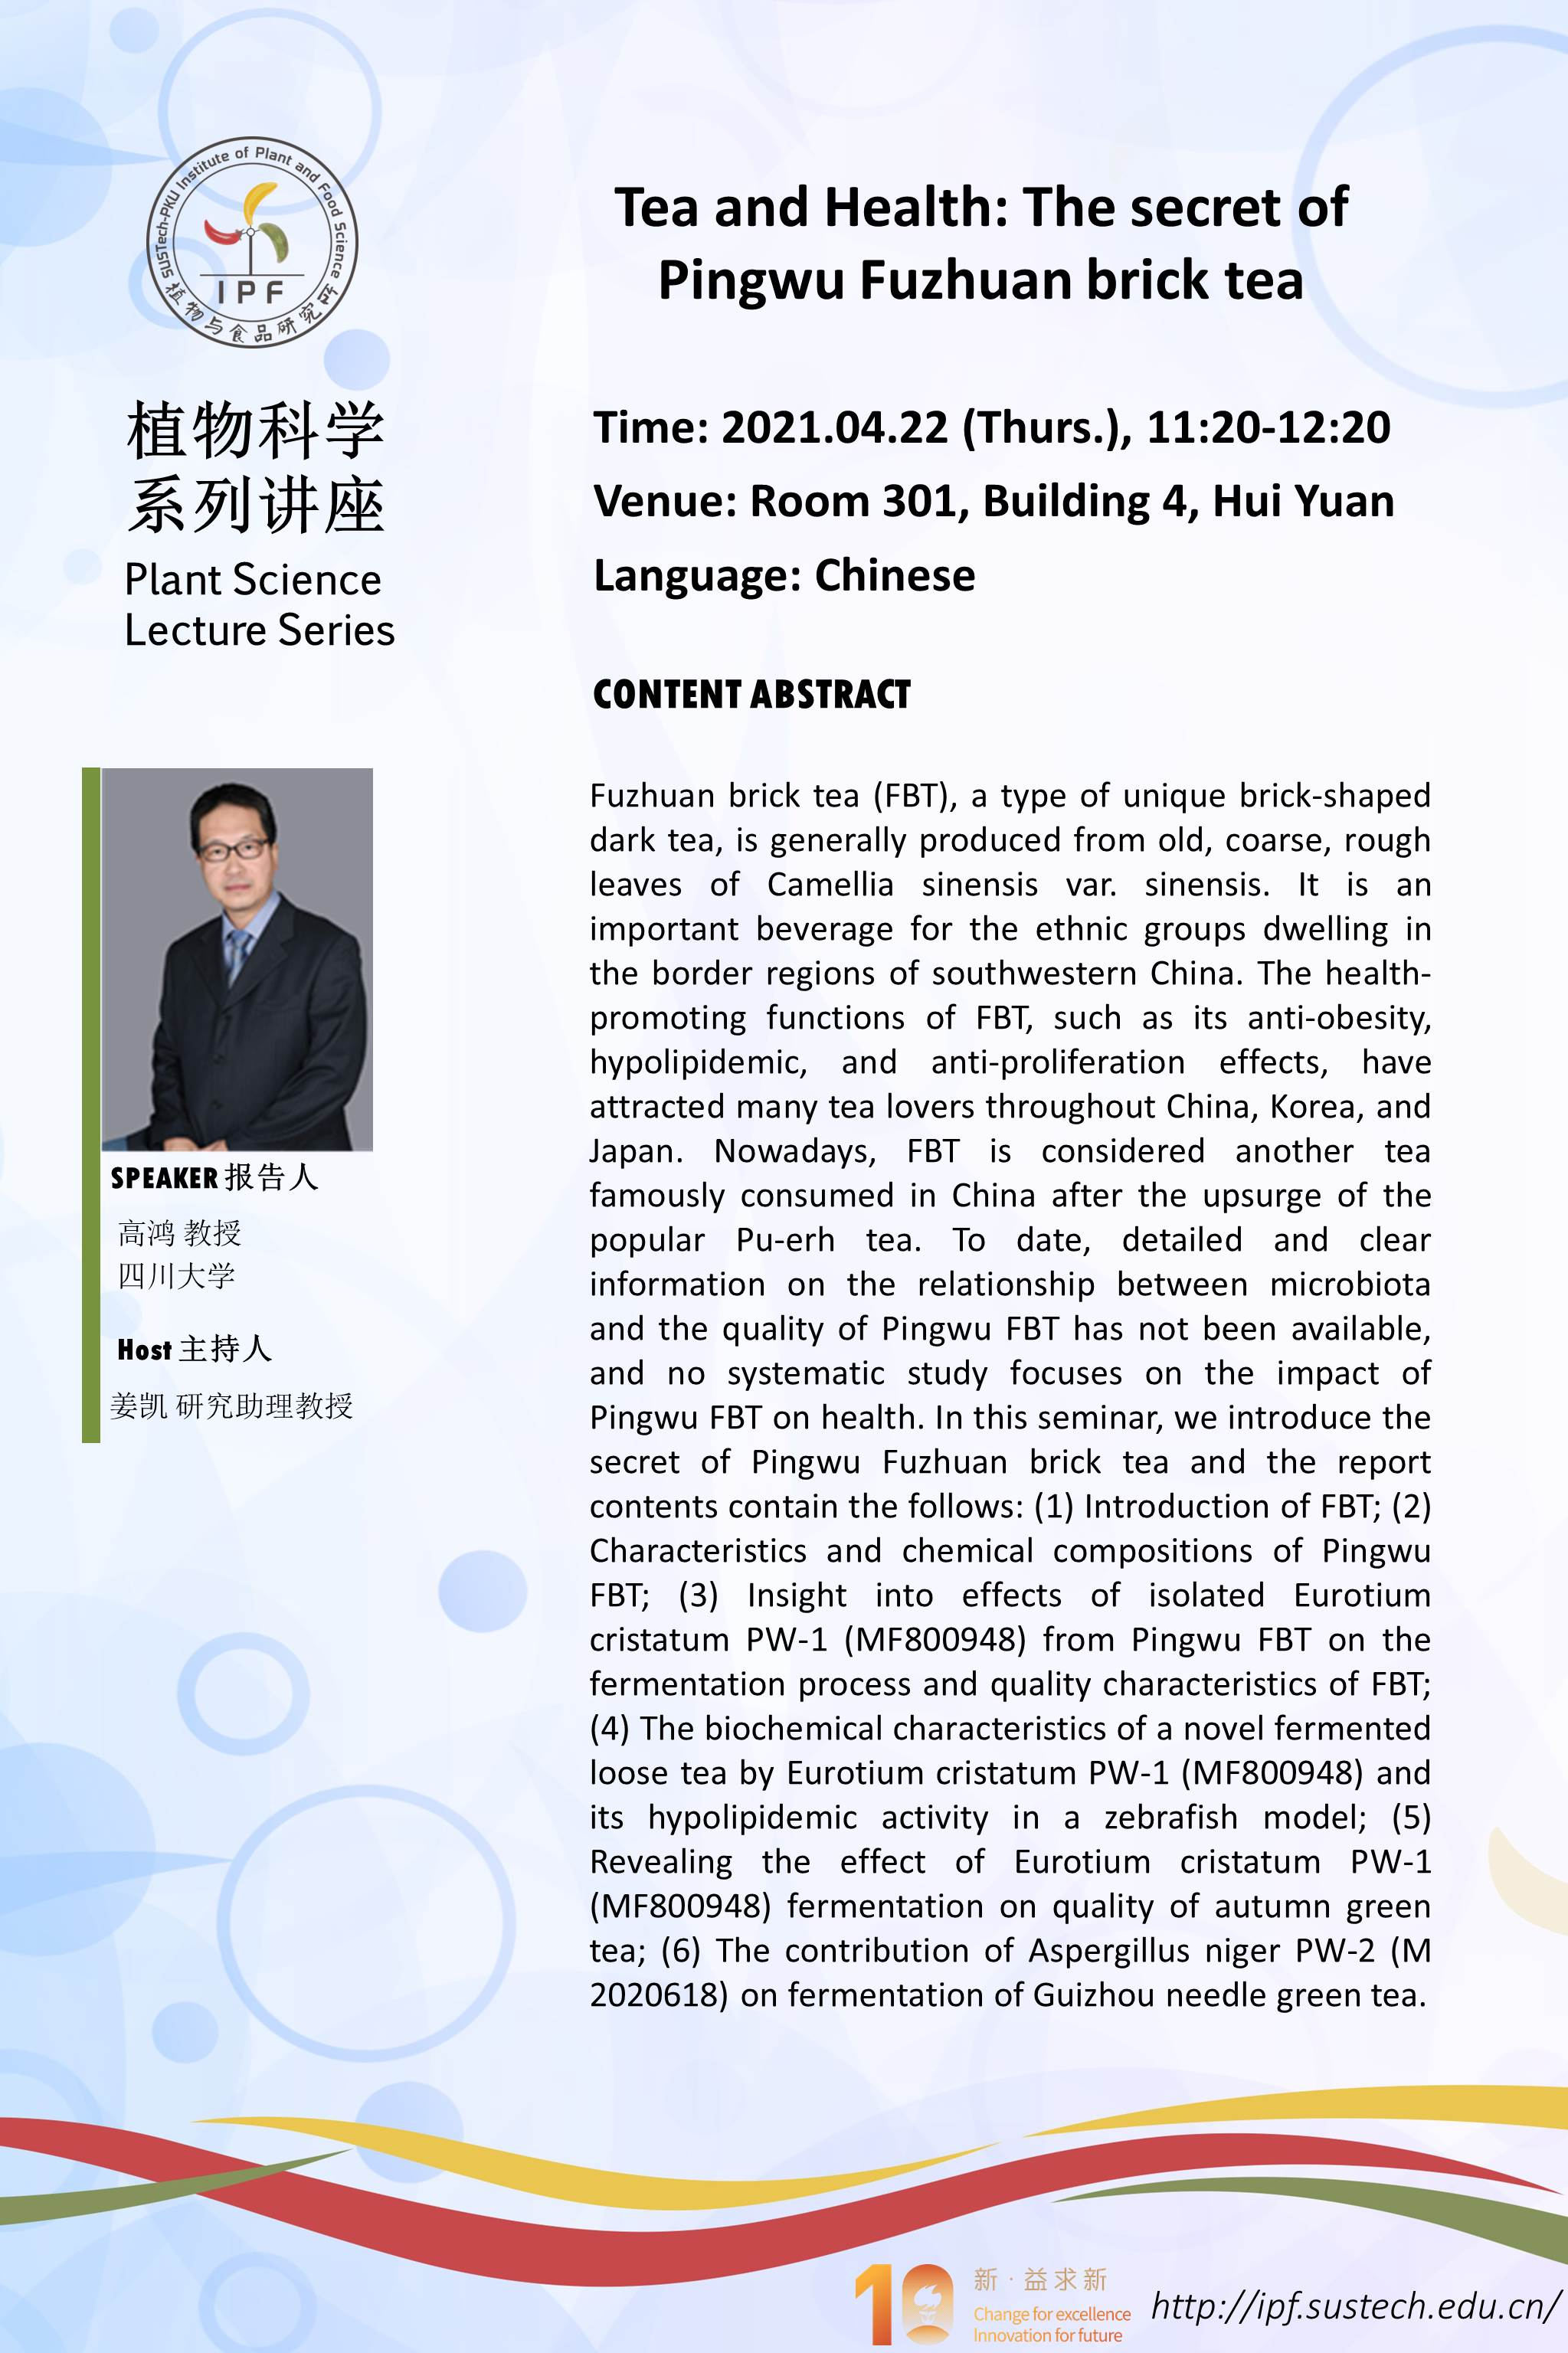 SUSTech-PKU Institute of Plant and Food Science
IPF
植物与食品研究所
植物科学
系列讲座
Plant Science
Lecture Series
Tea and Health: The secret of
Pingwu Fuzhuan brick tea
Time: 2021.04.22 (Thurs.), 11:20-12:20
Venue: Room 301, Building 4, Hui Yuan
Language: Chinese
CONTENT ABSTRACT
Fuzhuan brick tea (FBT), a type of unique brick-shaped
dark tea, is generally produced from old, coarse, rough
leaves of Camellia sinensis var. sinensis. It is an
important beverage for the ethnic groups dwelling in
the border regions of southwestern China. The health-
promoting functions of FBT, such as its anti-obesity,
hypolipidemic, and anti-proliferation effects, have
attracted many tea lovers throughout China, Korea, and
Japan. Nowadays, FBT is considered another tea
famously consumed in China after the upsurge of the
popular Pu-erh tea. To date, detailed and clear
information on the relationship between microbiota
and the quality of Pingwu FBT has not been available,
and no systematic study focuses on the impact of
Pingwu FBT on health. In this seminar, we introduce the
secret of Pingwu Fuzhuan brick tea and the report
contents contain the follows: (1) Introduction of FBT; (2)
Characteristics and chemical compositions of Pingwu
FBT; (3) Insight into effects of isolated Eurotium
cristatum PW-1 (MF800948) from Pingwu FBT on the
fermentation process and quality characteristics of FBT;
(4) The biochemical characteristics of a novel fermented
loose tea by Eurotium cristatum PW-1 (MF800948) and
its hypolipidemic activity in a zebrafish model; (5)
Revealing the effect of Eurotium cristatum PW-1
(MF800948) fermentation on quality of autumn green
tea; (6) The contribution of Aspergillus niger PW-2 (M
2020618) on fermentation of Guizhou needle green tea.
SPEAKER 报告人
高鸿 教授
四川大学
Host 主持人
姜凯 研究助理教授
10
新·益求新
Change for excellence
Innovation for future
http://ipf.sustech.edu.cn/